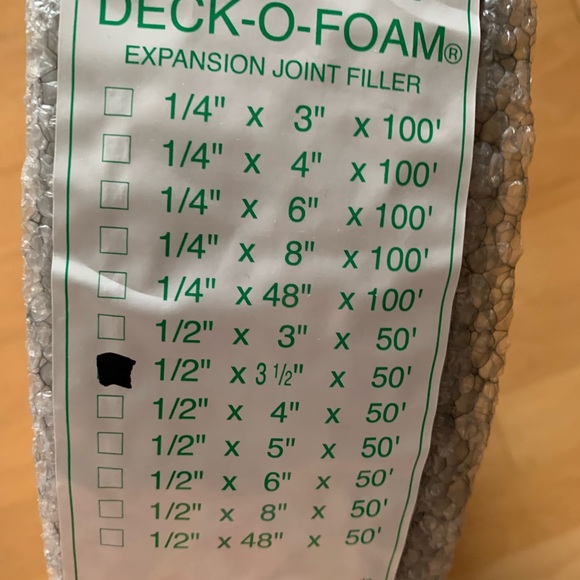 DECK-O-FOAM®
EXPANSION JOINT FILLER
1/4" x 3" x 100'
1/4" x 4" x 100'
1/4" x 6" x 100'
1/4" x 8" x 100'
1/4" x 48" x 100'
1/2" x 3" x 50'
1/2" x 3 1/2" x 50'
1/2" x 4" x 50'
1/2" x 5" x 50'
1/2" x 6" x 50'
1/2" x 8" x 50'
1/2" x 48" x 50'